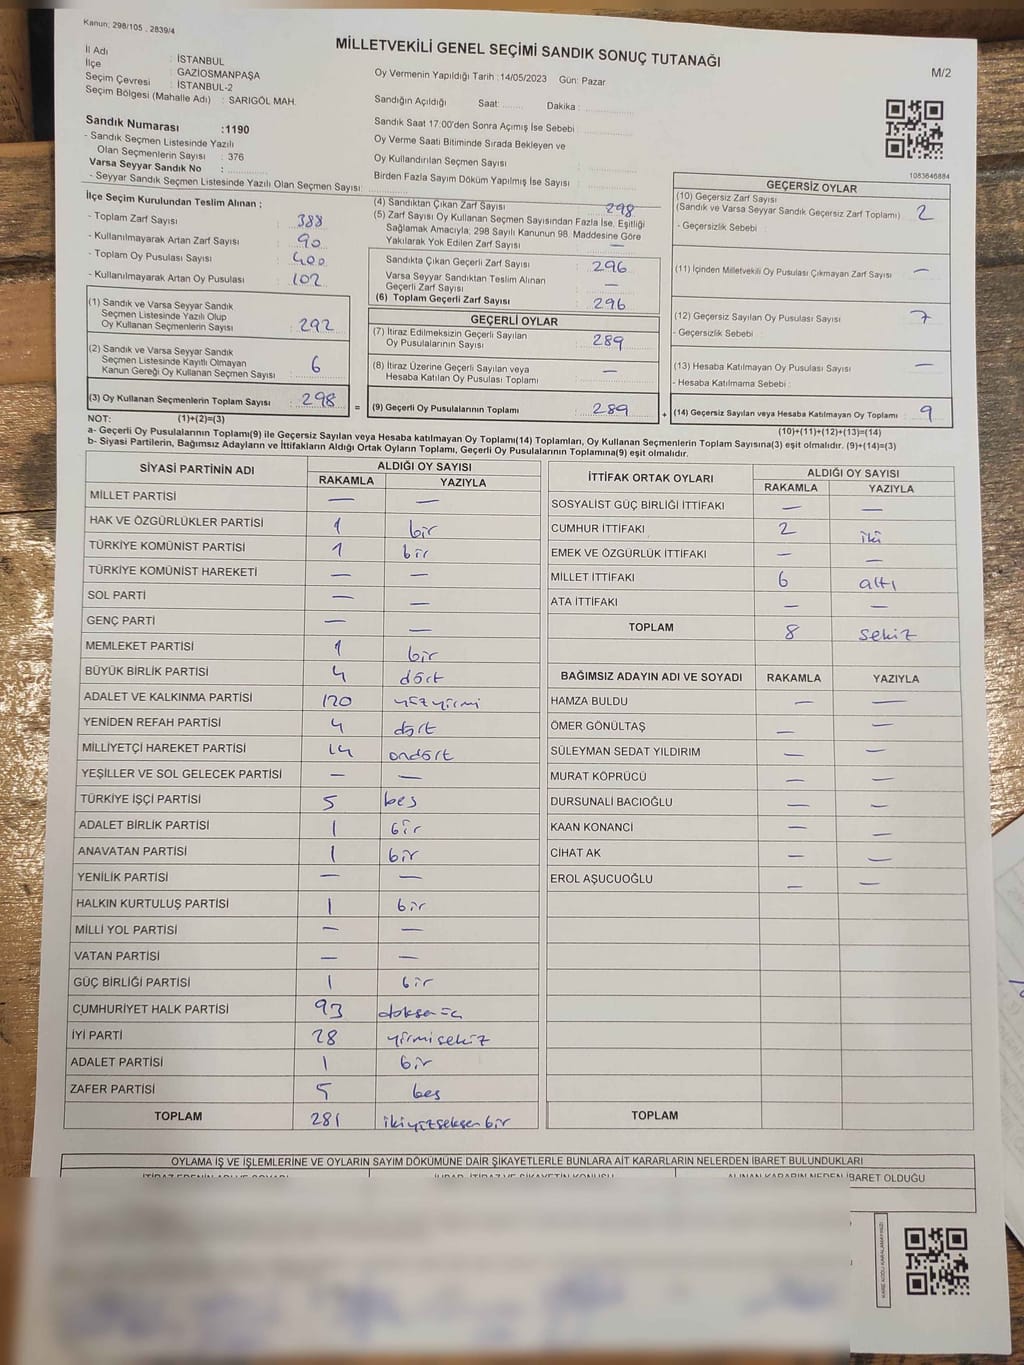 Kanun; 298/105 . 2839/4
MİLLETVEKİLİ GENEL SEÇİMİ SANDIK SONUÇ TUTANAĞI
M/2
İl Adı : İSTANBUL
İlçe : GAZİOSMANPAŞA
Seçim Çevresi : İSTANBUL-2
Seçim Bölgesi (Mahalle Adı) : SARIGÖL MAH.
Sandık Numarası :1190
- Sandık Seçmen Listesinde Yazılı
Olan Seçmenlerin Sayısı : 376
Varsa Seyyar Sandık No :
- Seyyar Sandık Seçmen Listesinde Yazılı Olan Seçmen Sayısı:
Oy Vermenin Yapıldığı Tarih :14/05/2023 Gün: Pazar
Sandığın Açıldığı Saat: Dakika :
Sandık Saat 17:00'den Sonra Açımış İse Sebebi :
Oy Verme Saati Bitiminde Sırada Bekleyen ve
Oy Kullandırılan Seçmen Sayısı :
Birden Fazla Sayım Döküm Yapılmış İse Sayısı :
1083646884
İlçe Seçim Kurulundan Teslim Alınan ;
- Toplam Zarf Sayısı : 388
- Kullanılmayarak Artan Zarf Sayısı : 90
- Toplam Oy Pusulası Sayısı : 400
- Kullanılmayarak Artan Oy Pusulası : 102
(1) Sandık ve Varsa Seyyar Sandık
Seçmen Listesinde Yazılı Olup
Oy Kullanan Seçmenlerin Sayısı : 292
(2) Sandık ve Varsa Seyyar Sandık
Seçmen Listesinde Kayıtlı Olmayan
Kanun Gereği Oy Kullanan Seçmen Sayısı : 6
(3) Oy Kullanan Seçmenlerin Toplam Sayısı : 298
(4) Sandıktan Çıkan Zarf Sayısı : 298
(5) Zarf Sayısı Oy Kullanan Seçmen Sayısından Fazla İse, Eşitliği
Sağlamak Amacıyla; 298 Sayılı Kanunun 98. Maddesine Göre
Yakılarak Yok Edilen Zarf Sayısı : —
Sandıkta Çıkan Geçerli Zarf Sayısı : 296
Varsa Seyyar Sandıktan Teslim Alınan
Geçerli Zarf Sayısı : —
(6) Toplam Geçerli Zarf Sayısı : 296
GEÇERLİ OYLAR
(7) İtiraz Edilmeksizin Geçerli Sayılan
Oy Pusulalarının Sayısı : 289
(8) İtiraz Üzerine Geçerli Sayılan veya
Hesaba Katılan Oy Pusulası Toplamı : —
= (9) Geçerli Oy Pusulalarının Toplamı : 289
GEÇERSİZ OYLAR
(10) Geçersiz Zarf Sayısı
(Sandık ve Varsa Seyyar Sandık Geçersiz Zarf Toplamı) : 2
- Geçersizlik Sebebi :
(11) İçinden Milletvekili Oy Pusulası Çıkmayan Zarf Sayısı : —
(12) Geçersiz Sayılan Oy Pusulası Sayısı : 7
- Geçersizlik Sebebi :
(13) Hesaba Katılmayan Oy Pusulası Sayısı : —
- Hesaba Katılmama Sebebi :
+ (14) Geçersiz Sayılan veya Hesaba Katılmayan Oy Toplamı : 9
NOT: (1)+(2)=(3)
(10)+(11)+(12)+(13)=(14)
a- Geçerli Oy Pusulalarının Toplamı(9) ile Geçersiz Sayılan veya Hesaba katılmayan Oy Toplamı(14) Toplamları, Oy Kullanan Seçmenlerin Toplam Sayısına(3) eşit olmalıdır. (9)+(14)=(3)
b- Siyasi Partilerin, Bağımsız Adayların ve İttifakların Aldığı Ortak Oyların Toplamı, Geçerli Oy Pusulalarının Toplamına(9) eşit olmalıdır.
SİYASİ PARTİNİN ADI ALDIĞI OY SAYISI
RAKAMLA YAZIYLA
MİLLET PARTİSİ — —
HAK VE ÖZGÜRLÜKLER PARTİSİ 1 bir
TÜRKİYE KOMÜNİST PARTİSİ 1 bir
TÜRKİYE KOMÜNİST HAREKETİ — —
SOL PARTİ — —
GENÇ PARTİ — —
MEMLEKET PARTİSİ 1 bir
BÜYÜK BİRLİK PARTİSİ 4 dört
ADALET VE KALKINMA PARTİSİ 120 yüzyirmi
YENİDEN REFAH PARTİSİ 4 dört
MİLLİYETÇİ HAREKET PARTİSİ 14 ondört
YEŞİLLER VE SOL GELECEK PARTİSİ — —
TÜRKİYE İŞÇİ PARTİSİ 5 beş
ADALET BİRLİK PARTİSİ 1 bir
ANAVATAN PARTİSİ 1 bir
YENİLİK PARTİSİ — —
HALKIN KURTULUŞ PARTİSİ 1 bir
MİLLİ YOL PARTİSİ — —
VATAN PARTİSİ — —
GÜÇ BİRLİĞİ PARTİSİ 1 bir
CUMHURİYET HALK PARTİSİ 93 doksanüç
İYİ PARTİ 28 yirmisekiz
ADALET PARTİSİ 1 bir
ZAFER PARTİSİ 5 beş
TOPLAM 281 ikiyüzseksenbir
İTTİFAK ORTAK OYLARI ALDIĞI OY SAYISI
RAKAMLA YAZIYLA
SOSYALİST GÜÇ BİRLİĞİ İTTİFAKI — —
CUMHUR İTTİFAKI 2 iki
EMEK VE ÖZGÜRLÜK İTTİFAKI — —
MİLLET İTTİFAKI 6 altı
ATA İTTİFAKI — —
TOPLAM 8 sekiz
BAĞIMSIZ ADAYIN ADI VE SOYADI RAKAMLA YAZIYLA
HAMZA BULDU — —
ÖMER GÖNÜLTAŞ — —
SÜLEYMAN SEDAT YILDIRIM — —
MURAT KÖPRÜCÜ — —
DURSUNALİ BACIOĞLU — —
KAAN KONANCİ — —
CİHAT AK — —
EROL AŞUCUOĞLU — —
TOPLAM
OYLAMA İŞ VE İŞLEMLERİNE VE OYLARIN SAYIM DÖKÜMÜNE DAİR ŞİKAYETLERLE BUNLARA AİT KARARLARIN NELERDEN İBARET BULUNDUKLARI
İTİRAZ EDENİN ADI VE SOYADI İHBAR, İTİRAZ VE ŞİKAYETİN KONUSU ALINAN KARARIN NEDEN İBARET OLDUĞU
KARE KODU KARALAMAYINIZ!